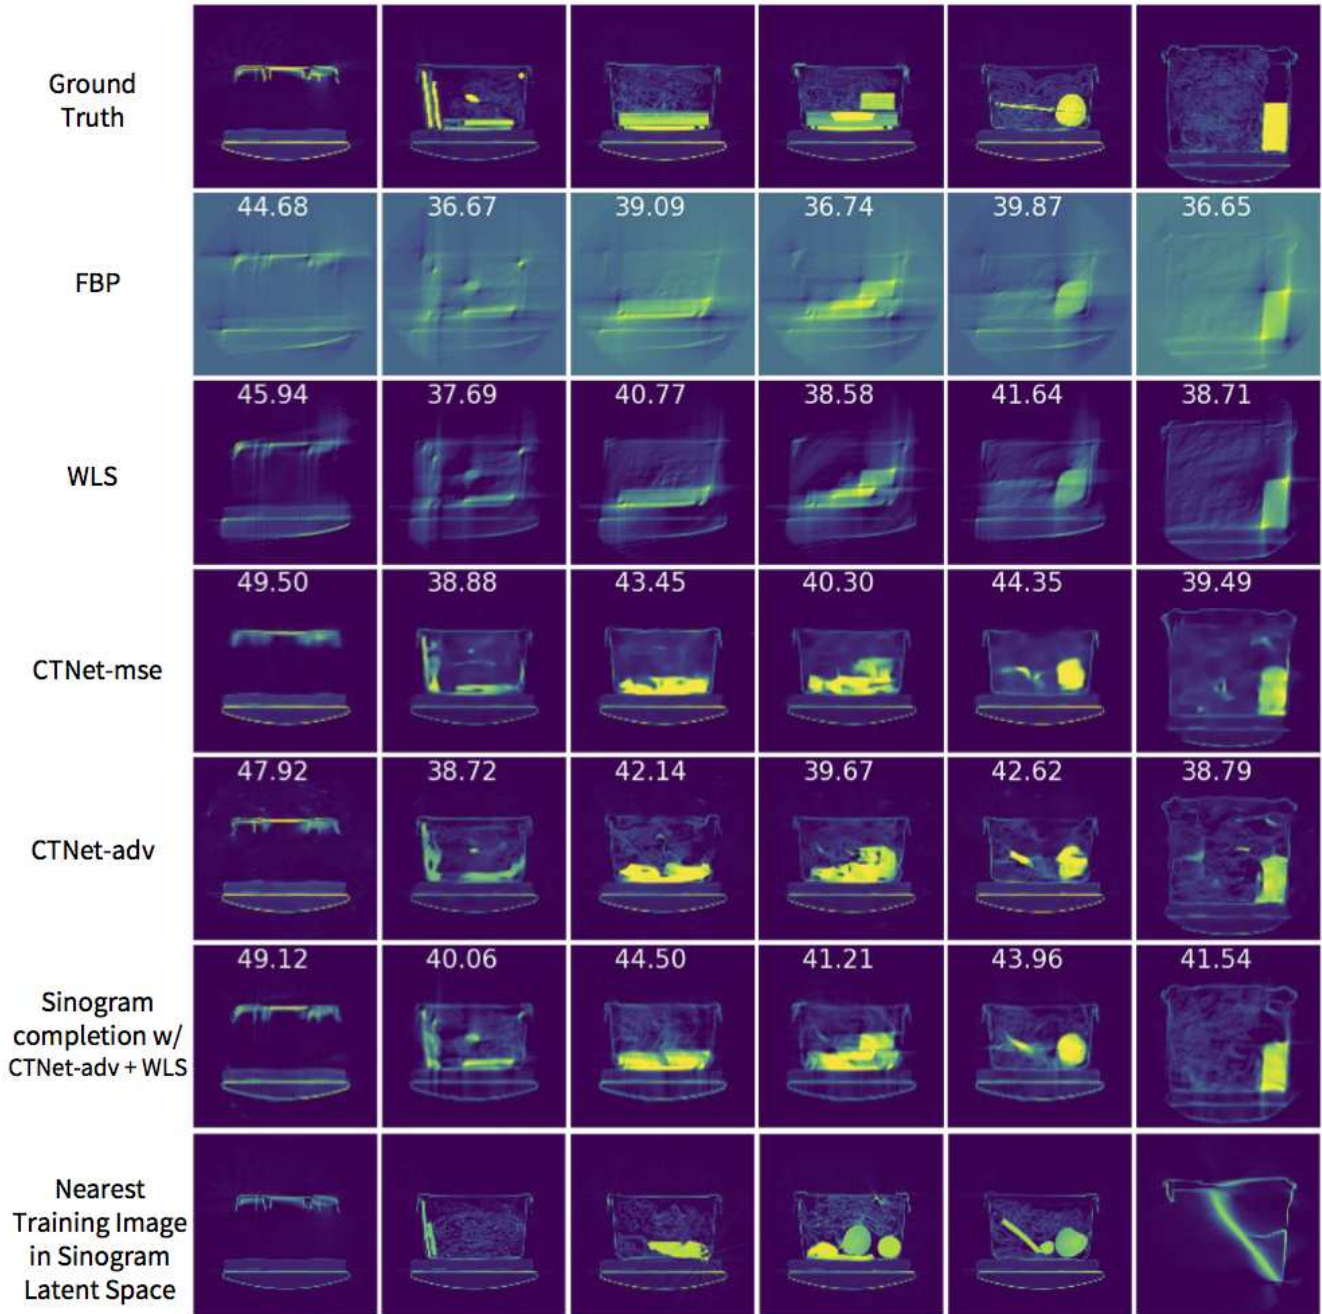 Ground
Truth
44.68 36.67 39.09 36.74 39.87 36.65
FBP
45.94 37.69 40.77 38.58 41.64 38.71
WLS
49.50 38.88 43.45 40.30 44.35 39.49
CTNet-mse
47.92 38.72 42.14 39.67 42.62 38.79
CTNet-adv
49.12 40.06 44.50 41.21 43.96 41.54
Sinogram
completion w/
CTNet-adv + WLS
Nearest
Training Image
in Sinogram
Latent Space